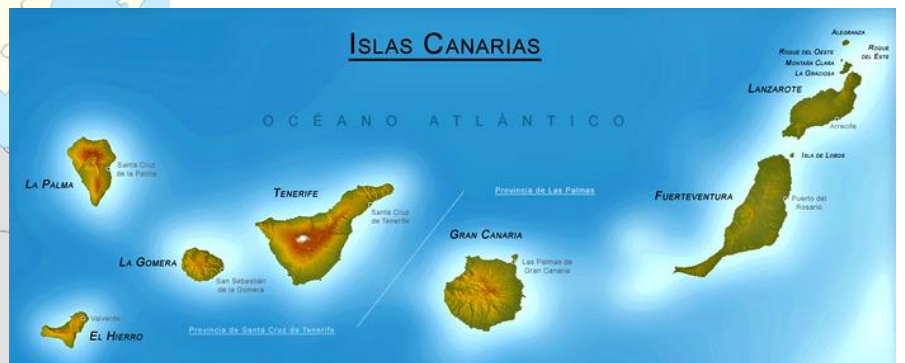 ISLAS CANARIAS
ALEGRANZA
ROQUE DEL OESTE
ROQUE
DEL ESTE
MONTAÑA CLARA
LA GRACIOSA
LANZAROTE
OCÉANO ATLÁNTICO
Arrecife
ISLA DE LOBOS
Santa Cruz
de la Palma
LA PALMA
TENERIFE
Provincia de Las Palmas
FUERTEVENTURA
Puerto del
Rosario
Santa Cruz
de Tenerife
GRAN CANARIA
LA GOMERA
Las Palmas de
Gran Canaria
San Sebastián
de la Gomera
Valverde
EL HIERRO
Provincia de Santa Cruz de Tenerife